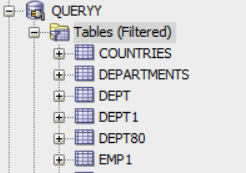 QUERYY
Tables (Filtered)
COUNTRIES
DEPARTMENTS
DEPT
DEPT1
DEPT80
EMP1